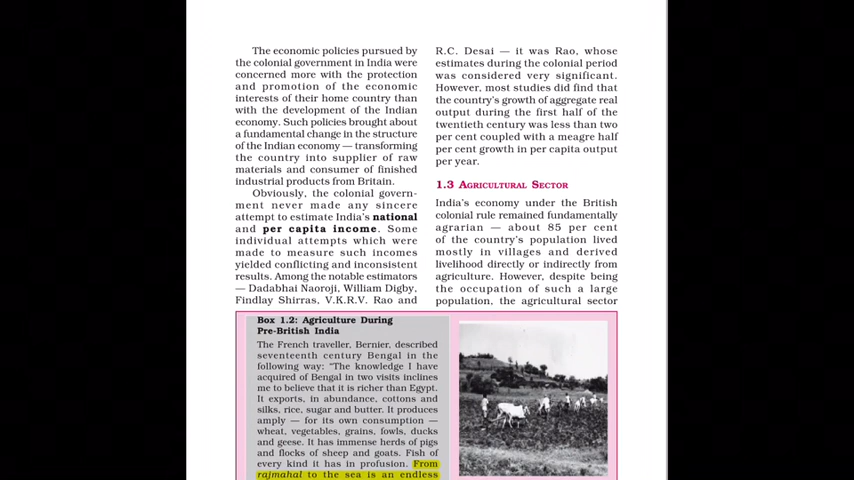 The economic policies pursued by
the colonial government in India were
concerned more with the protection
and promotion of the economic
interests of their home country than
with the development of the Indian
economy. Such policies brought about
a fundamental change in the structure
of the Indian economy — transforming
the country into supplier of raw
materials and consumer of finished
industrial products from Britain.
Obviously, the colonial govern-
ment never made any sincere
attempt to estimate India's national
and per capita income. Some
individual attempts which were
made to measure such incomes
yielded conflicting and inconsistent
results. Among the notable estimators
— Dadabhai Naoroji, William Digby,
Findlay Shirras, V.K.R.V. Rao and
R.C. Desai — it was Rao, whose
estimates during the colonial period
was considered very significant.
However, most studies did find that
the country's growth of aggregate real
output during the first half of the
twentieth century was less than two
per cent coupled with a meagre half
per cent growth in per capita output
per year.
1.3 AGRICULTURAL SECTOR
India's economy under the British
colonial rule remained fundamentally
agrarian — about 85 per cent
of the country's population lived
mostly in villages and derived
livelihood directly or indirectly from
agriculture. However, despite being
the occupation of such a large
population, the agricultural sector
Box 1.2: Agriculture During
Pre-British India
The French traveller, Bernier, described
seventeenth century Bengal in the
following way: "The knowledge I have
acquired of Bengal in two visits inclines
me to believe that it is richer than Egypt.
It exports, in abundance, cottons and
silks, rice, sugar and butter. It produces
amply — for its own consumption —
wheat, vegetables, grains, fowls, ducks
and geese. It has immense herds of pigs
and flocks of sheep and goats. Fish of
every kind it has in profusion. From
rajmahal to the sea is an endless